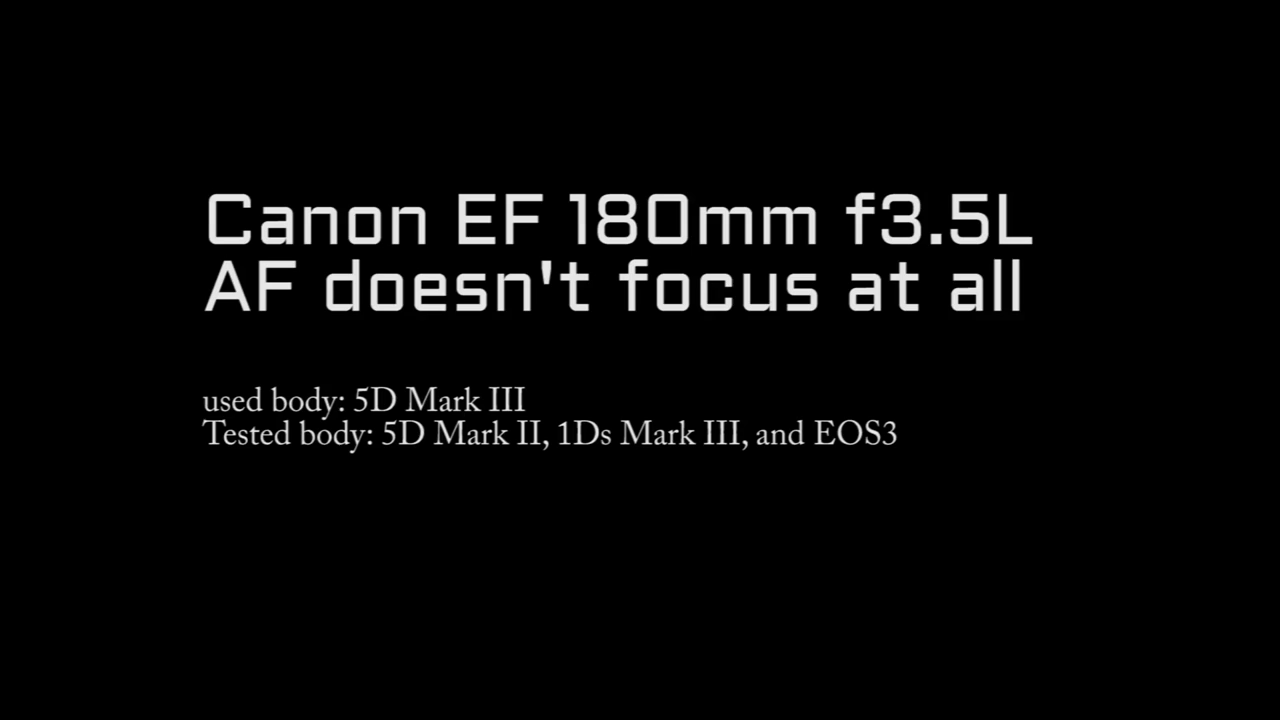 Canon EF 180mm f3.5L
AF doesn't focus at all
used body: 5D Mark III
Tested body: 5D Mark II, 1Ds Mark III, and EOS3